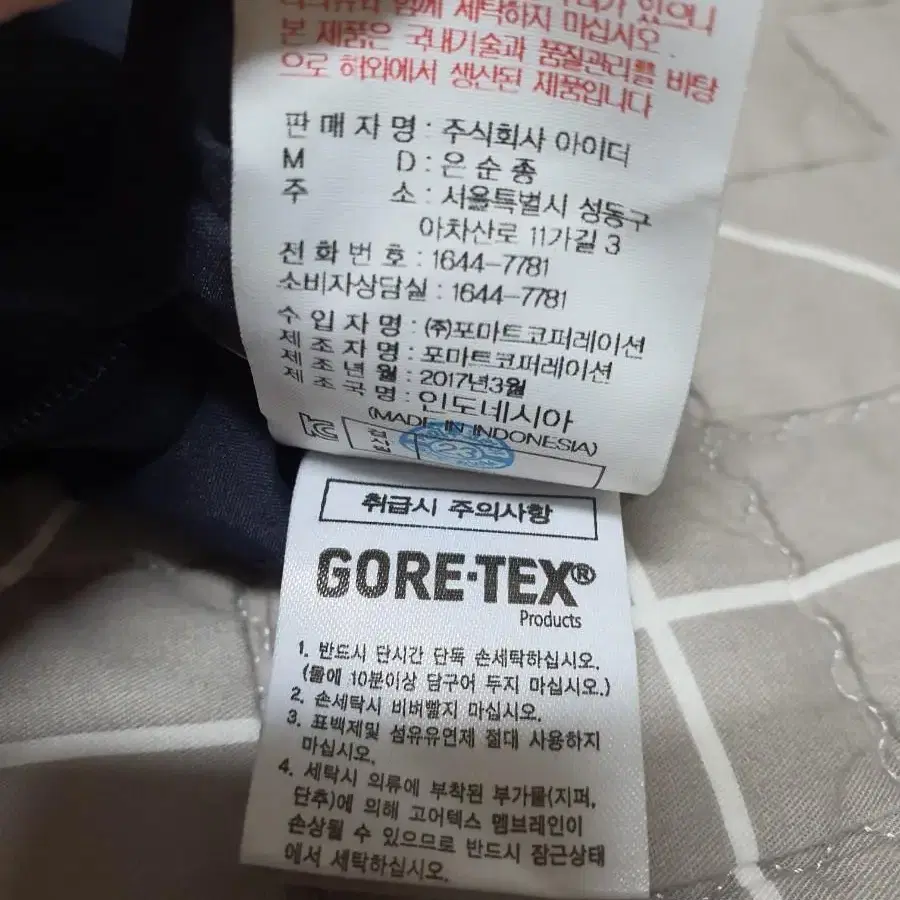 세탁하지 마십시오
본 제품은 국내기술과 품질관리를 바탕
으로 해외에서 생산된 제품입니다
판 매 자 명 : 주식회사 아이더
M D : 은 순 종
주 소 : 서울특별시 성동구
아차산로 11가길 3
전 화 번 호 : 1644-7781
소비자상담실 : 1644-7781
수 입 자 명 : (주)포마트코퍼레이션
제 조 자 명 : 포마트코퍼레이션
제 조 년 월 : 2017년3월
제 조 국 명 : 인도네시아
(MADE IN INDONESIA)
23
취급시 주의사항
GORE-TEX®
Products
1. 반드시 단시간 단독 손세탁하십시오.
(물에 10분이상 담구어 두지 마십시오.)
2. 손세탁시 비벼빨지 마십시오.
3. 표백제및 섬유유연제 절대 사용하지
마십시오.
4. 세탁시 의류에 부착된 부가물(지퍼,
단추)에 의해 고어텍스 멤브레인이
손상될 수 있으므로 반드시 잠근상태
에서 세탁하십시오.